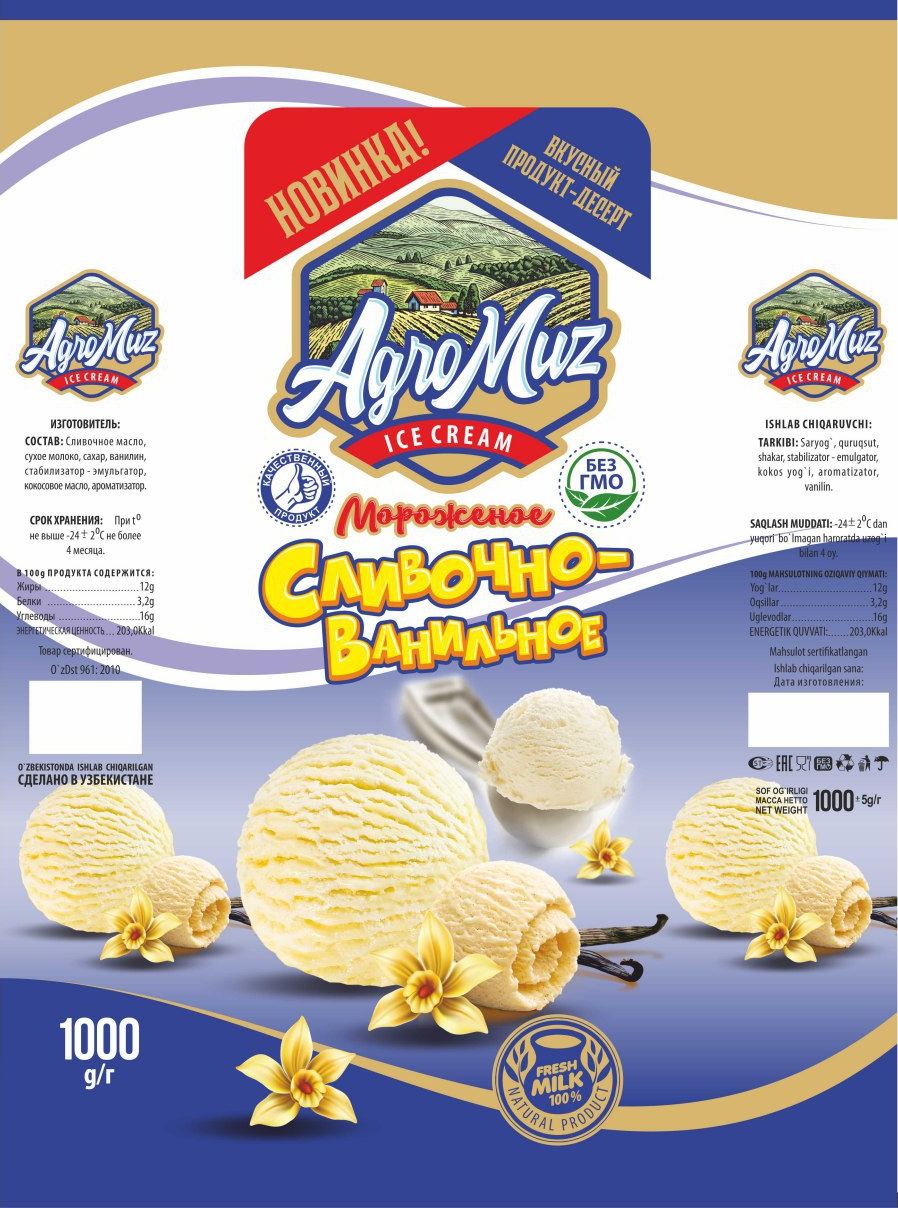 НОВИНКА!
ВКУСНЫЙ
ПРОДУКТ-ДЕСЕРТ
AgroMuz
ICE CREAM
КАЧЕСТВЕННЫЙ
ПРОДУКТ
БЕЗ
ГМО
Мороженое
Сливочно-
Ванильное
AgroMuz
ICE CREAM
ИЗГОТОВИТЕЛЬ:
СОСТАВ: Сливочное масло,
сухое молоко, сахар, ванилин,
стабилизатор - эмульгатор,
кокосовое масло, ароматизатор.
СРОК ХРАНЕНИЯ: При t⁰
не выше -24 ± 2⁰C не более
4 месяца.
В 100g ПРОДУКТА СОДЕРЖИТСЯ:
Жиры ........................12g
Белки ......................3,2g
Углеводы ....................16g
ЭНЕРГЕТИЧЕСКАЯ ЦЕННОСТЬ.... 203,0Kkal
Товар сертифицирован.
O`zDst 961: 2010
O`ZBEKISTONDA ISHLAB CHIQARILGAN
СДЕЛАНО В УЗБЕКИСТАНЕ
AgroMuz
ICE CREAM
ISHLAB CHIQARUVCHI:
TARKIBI: Saryog`, quruqsut,
shakar, stabilizator - emulgator,
kokos yog`i, aromatizator,
vanilin.
SAQLASH MUDDATI: -24±2⁰C dan
yuqori bo`lmagan haroratda uzog`i
bilan 4 oy.
100g MAHSULOTNING OZIQAVIY QIYMATI:
Yog`lar........................12g
Oqsillar......................3,2g
Uglevodlar....................16g
ENERGETIK QUVVATI:...... 203,0Kkal
Mahsulot sertifikatlangan
Ishlab chiqarilgan sana:
Дата изготовления:
EAC
БЕЗ
ГМО
SOF OG`IRLIGI
МАССА НЕТТО
NET WEIGHT
1000 ± 5g/г
1000
g/г
FRESH
MILK
100%
NATURAL PRODUCT